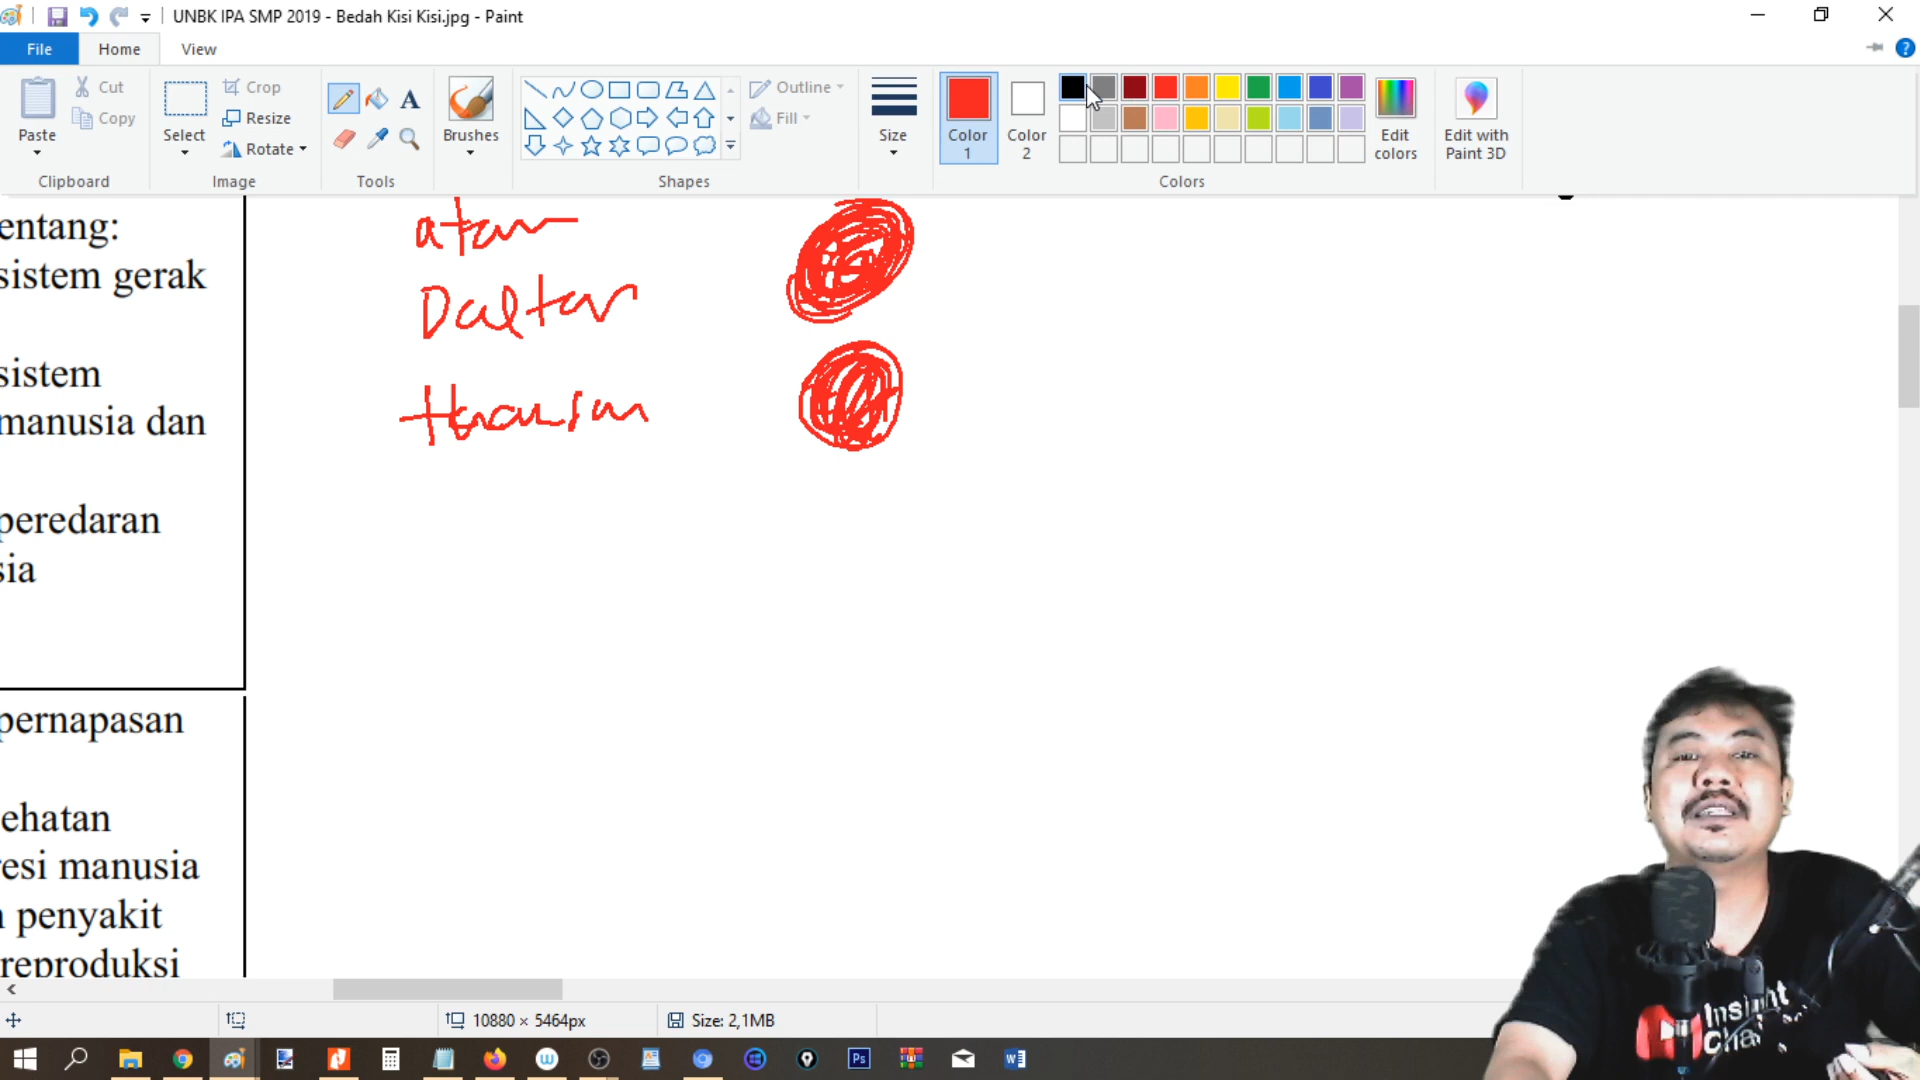 UNBK IPA SMP 2019 - Bedah Kisi Kisi.jpg - Paint
File Home View
Paste
Cut
Copy
Clipboard
Select
Crop
Resize
Rotate
Image
A
Tools
Brushes
Shapes
Outline
Fill
Size
Color 1
Color 2
Colors
Edit colors
Edit with Paint 3D
entang:
sistem gerak
sistem
manusia dan
peredaran
sia
pernapasan
ehatan
resi manusia
penyakit
reproduksi
atom
Dalton
10880 × 5464px
Size: 2,1MB
Ps
Insight